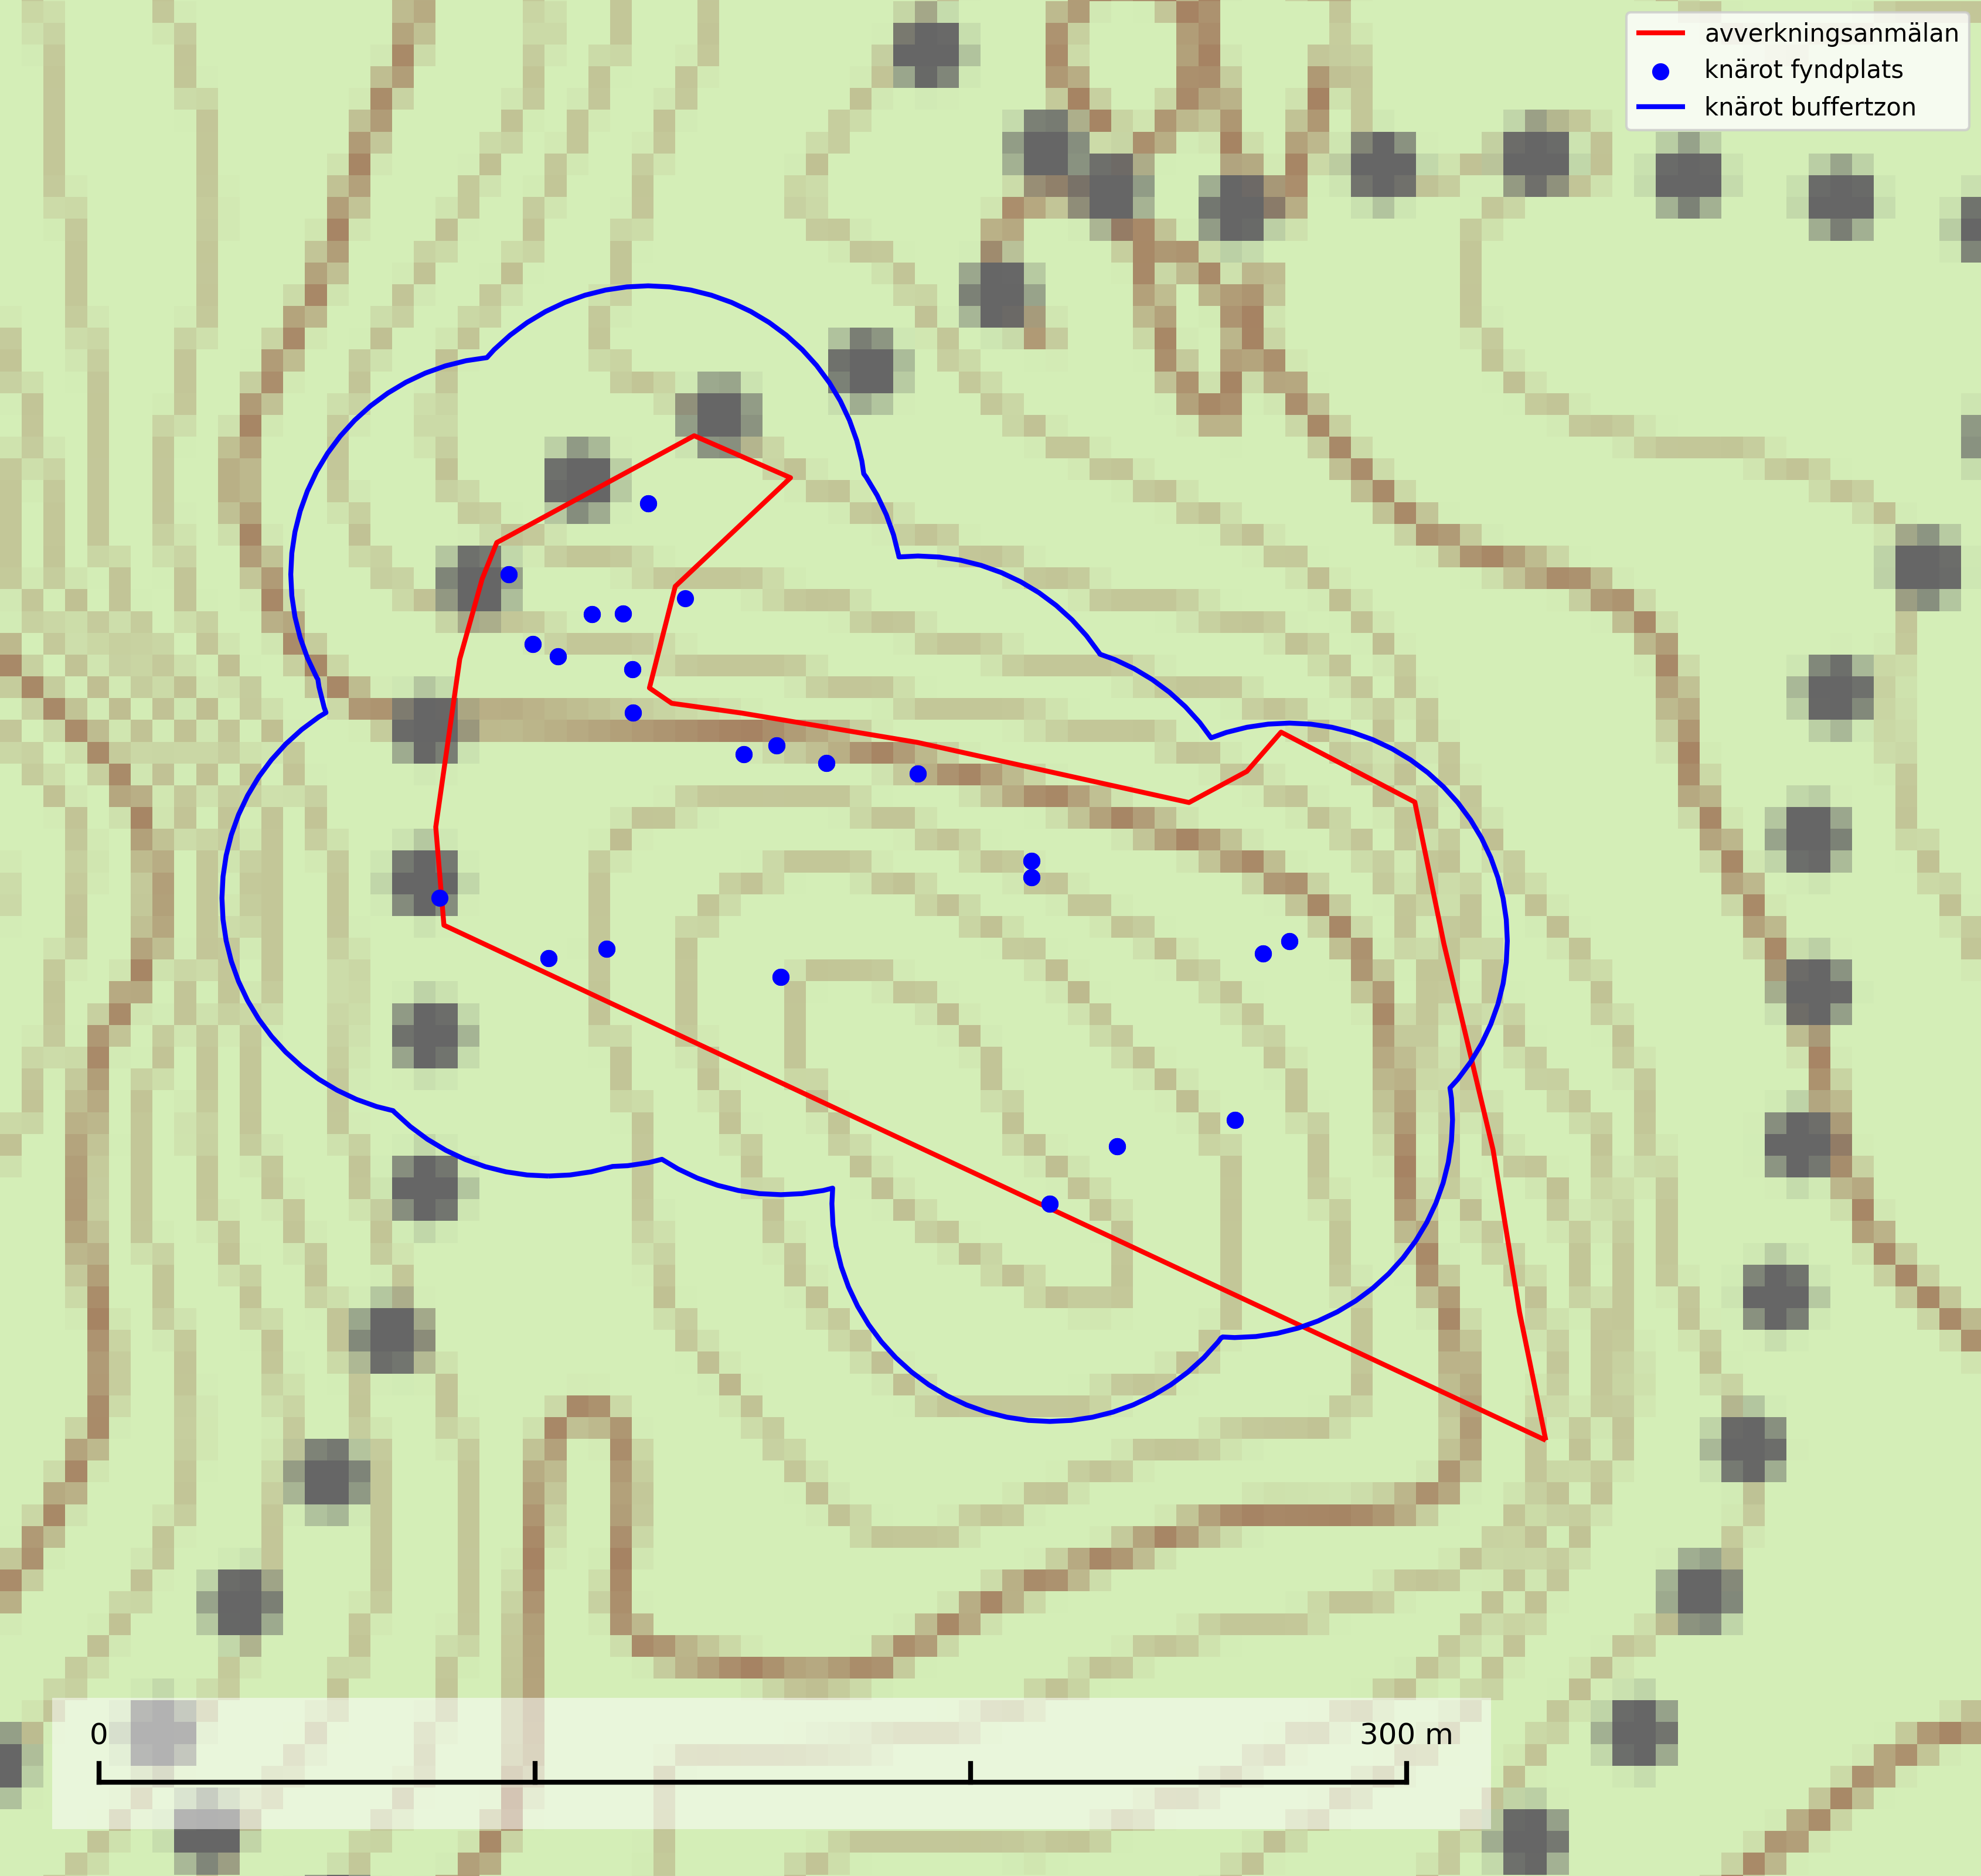 avverkningsanmälan
knärot fyndplats
knärot buffertzon
0 300 m